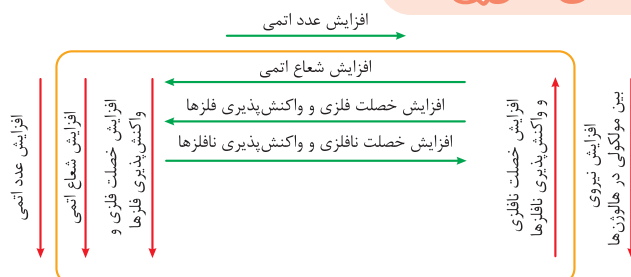 افزایش عدد اتمی
افزایش شعاع اتمی
افزایش خصلت فلزی و واکنش‌پذیری فلزها
افزایش خصلت نافلزی و واکنش‌پذیری نافلزها
افزایش نیروی
بین مولکولی در هالوژن‌ها
افزایش خصلت نافلزی
و واکنش‌پذیری نافلزها
افزایش خصلت فلزی و
واکنش‌پذیری فلزها
افزایش شعاع اتمی
افزایش عدد اتمی